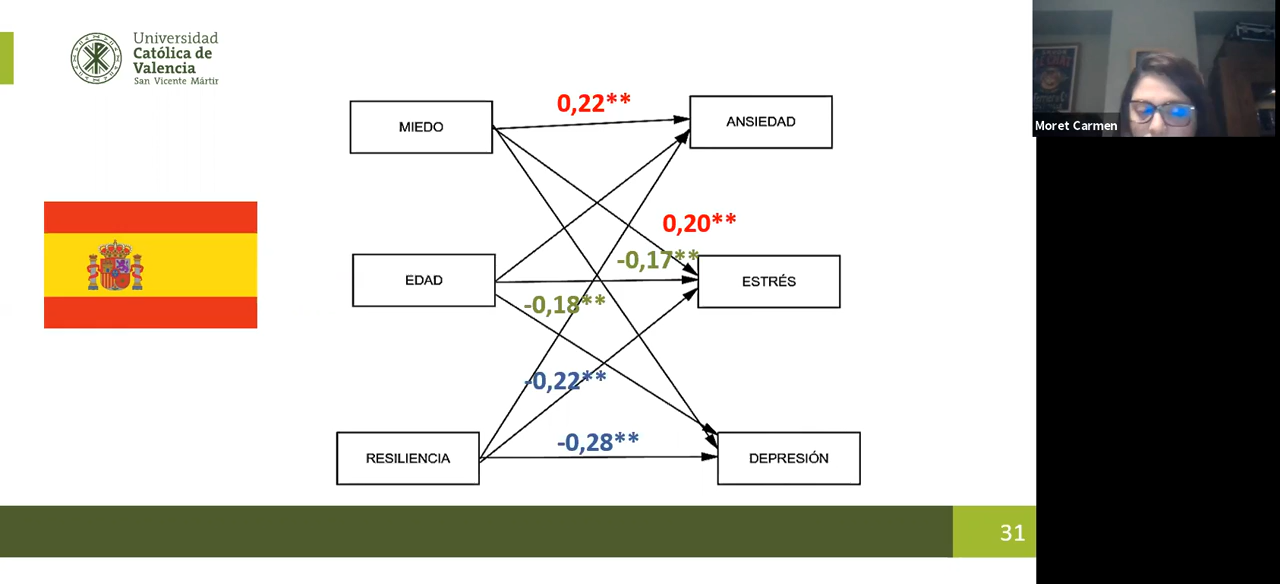 Universidad
Católica de
Valencia
San Vicente Mártir
MIEDO
0,22**
ANSIEDAD
0,20**
-0,17**
EDAD
ESTRÉS
-0,18**
-0,22**
-0,28**
RESILIENCIA
DEPRESIÓN
31
Moret Carmen